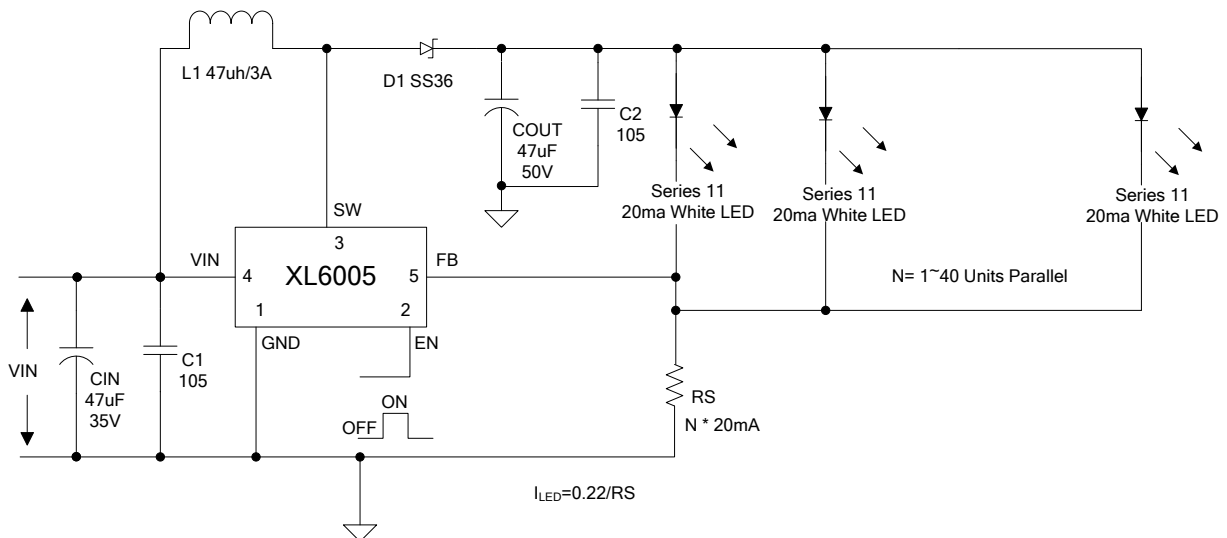 L1 47uh/3A
D1 SS36
COUT
47uF
50V
C2
105
Series 11
20ma White LED
Series 11
20ma White LED
Series 11
20ma White LED
SW
3
VIN
4
XL6005
5
FB
1
2
GND
EN
N= 1~40 Units Parallel
VIN
CIN
47uF
35V
C1
105
ON
OFF
RS
N * 20mA
ILED=0.22/RS